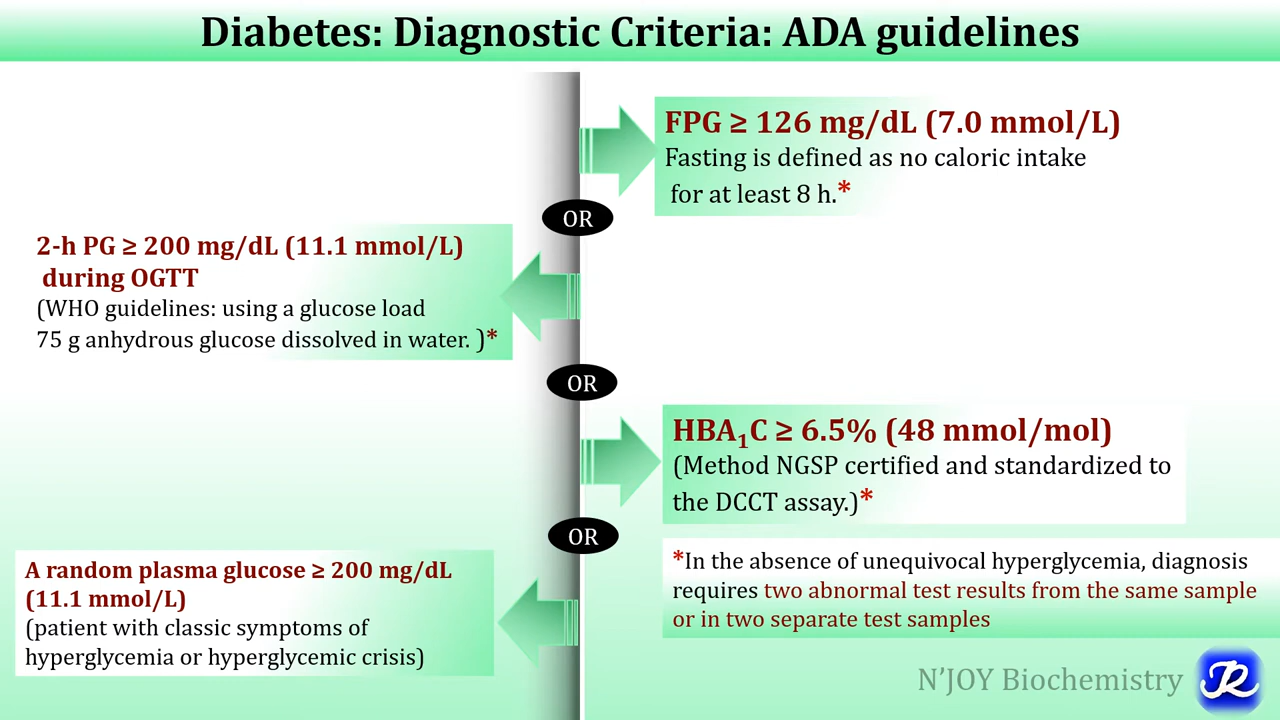 Diabetes: Diagnostic Criteria: ADA guidelines
FPG ≥ 126 mg/dL (7.0 mmol/L)
Fasting is defined as no caloric intake
for at least 8 h.*
OR
2-h PG ≥ 200 mg/dL (11.1 mmol/L)
during OGTT
(WHO guidelines: using a glucose load
75 g anhydrous glucose dissolved in water. )*
OR
HBA₁C ≥ 6.5% (48 mmol/mol)
(Method NGSP certified and standardized to
the DCCT assay.)*
OR
A random plasma glucose ≥ 200 mg/dL
(11.1 mmol/L)
(patient with classic symptoms of
hyperglycemia or hyperglycemic crisis)
*In the absence of unequivocal hyperglycemia, diagnosis
requires two abnormal test results from the same sample
or in two separate test samples
N’JOY Biochemistry
JR